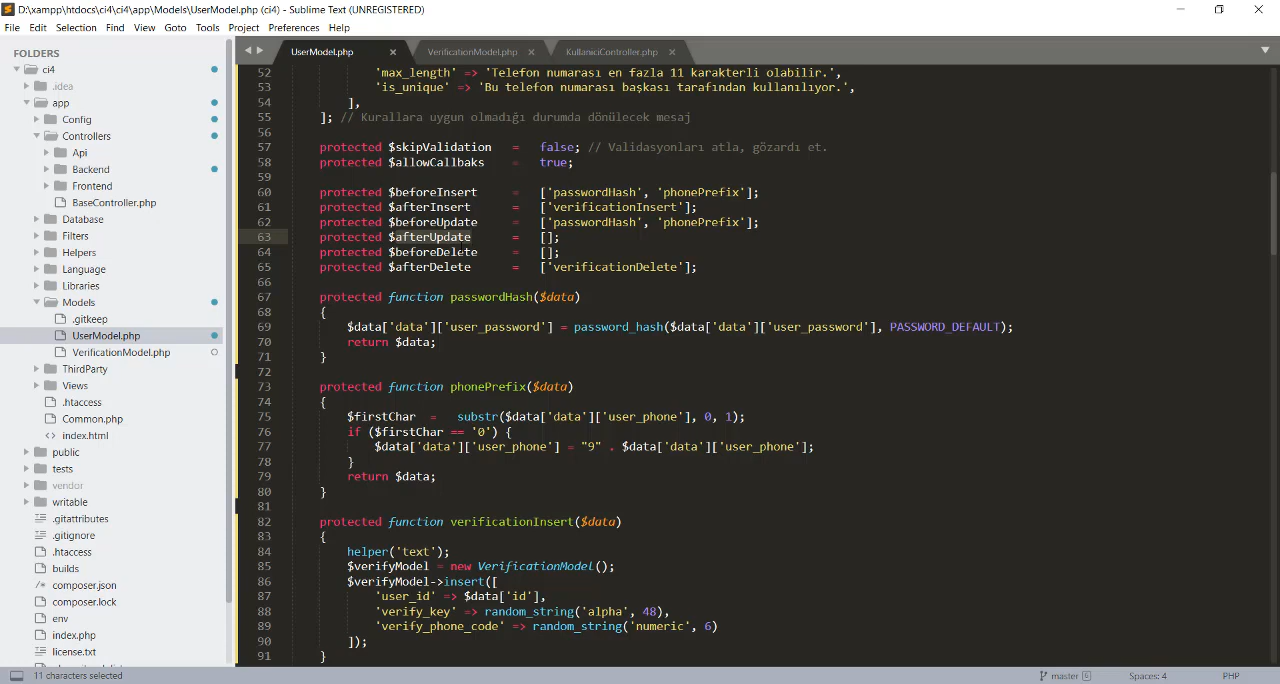 D:\xampp\htdocs\ci4\ci4\app\Models\UserModel.php (ci4) - Sublime Text (UNREGISTERED)
File Edit Selection Find View Goto Tools Project Preferences Help
FOLDERS
ci4
.idea
app
Config
Controllers
Api
Backend
Frontend
BaseController.php
Database
Filters
Helpers
Language
Libraries
Models
.gitkeep
UserModel.php
VerificationModel.php
ThirdParty
Views
.htaccess
Common.php
index.html
public
tests
vendor
writable
.gitattributes
.gitignore
.htaccess
builds
composer.json
composer.lock
env
index.php
license.txt
UserModel.php VerificationModel.php KullaniciController.php
52 'max_length' => 'Telefon numarası en fazla 11 karakterli olabilir.',
53 'is_unique' => 'Bu telefon numarası başkası tarafından kullanılıyor.',
54 ],
55 ]; // Kurallara uygun olmadığı durumda dönülecek mesaj
56
57 protected $skipValidation = false; // Validasyonları atla, gözardı et.
58 protected $allowCallbaks = true;
59
60 protected $beforeInsert = ['passwordHash', 'phonePrefix'];
61 protected $afterInsert = ['verificationInsert'];
62 protected $beforeUpdate = ['passwordHash', 'phonePrefix'];
63 protected $afterUpdate = [];
64 protected $beforeDelete = [];
65 protected $afterDelete = ['verificationDelete'];
66
67 protected function passwordHash($data)
68 {
69 $data['data']['user_password'] = password_hash($data['data']['user_password'], PASSWORD_DEFAULT);
70 return $data;
71 }
72
73 protected function phonePrefix($data)
74 {
75 $firstChar = substr($data['data']['user_phone'], 0, 1);
76 if ($firstChar == '0') {
77 $data['data']['user_phone'] = "9" . $data['data']['user_phone'];
78 }
79 return $data;
80 }
81
82 protected function verificationInsert($data)
83 {
84 helper('text');
85 $verifyModel = new VerificationModel();
86 $verifyModel->insert([
87 'user_id' => $data['id'],
88 'verify_key' => random_string('alpha', 48),
89 'verify_phone_code' => random_string('numeric', 6)
90 ]);
91 }
11 characters selected master 6 Spaces: 4 PHP